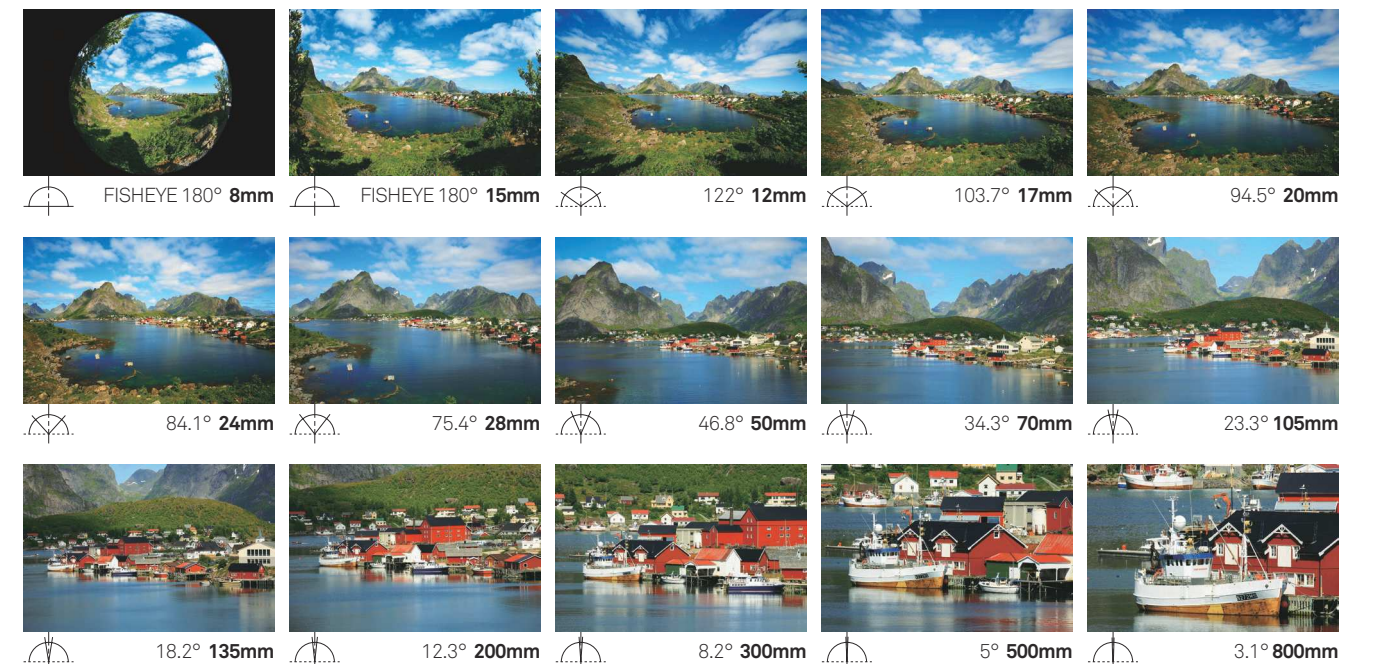 FISHEYE 180° 8mm
FISHEYE 180° 15mm
122° 12mm
103.7° 17mm
94.5° 20mm
84.1° 24mm
75.4° 28mm
46.8° 50mm
34.3° 70mm
23.3° 105mm
18.2° 135mm
12.3° 200mm
8.2° 300mm
5° 500mm
3.1° 800mm